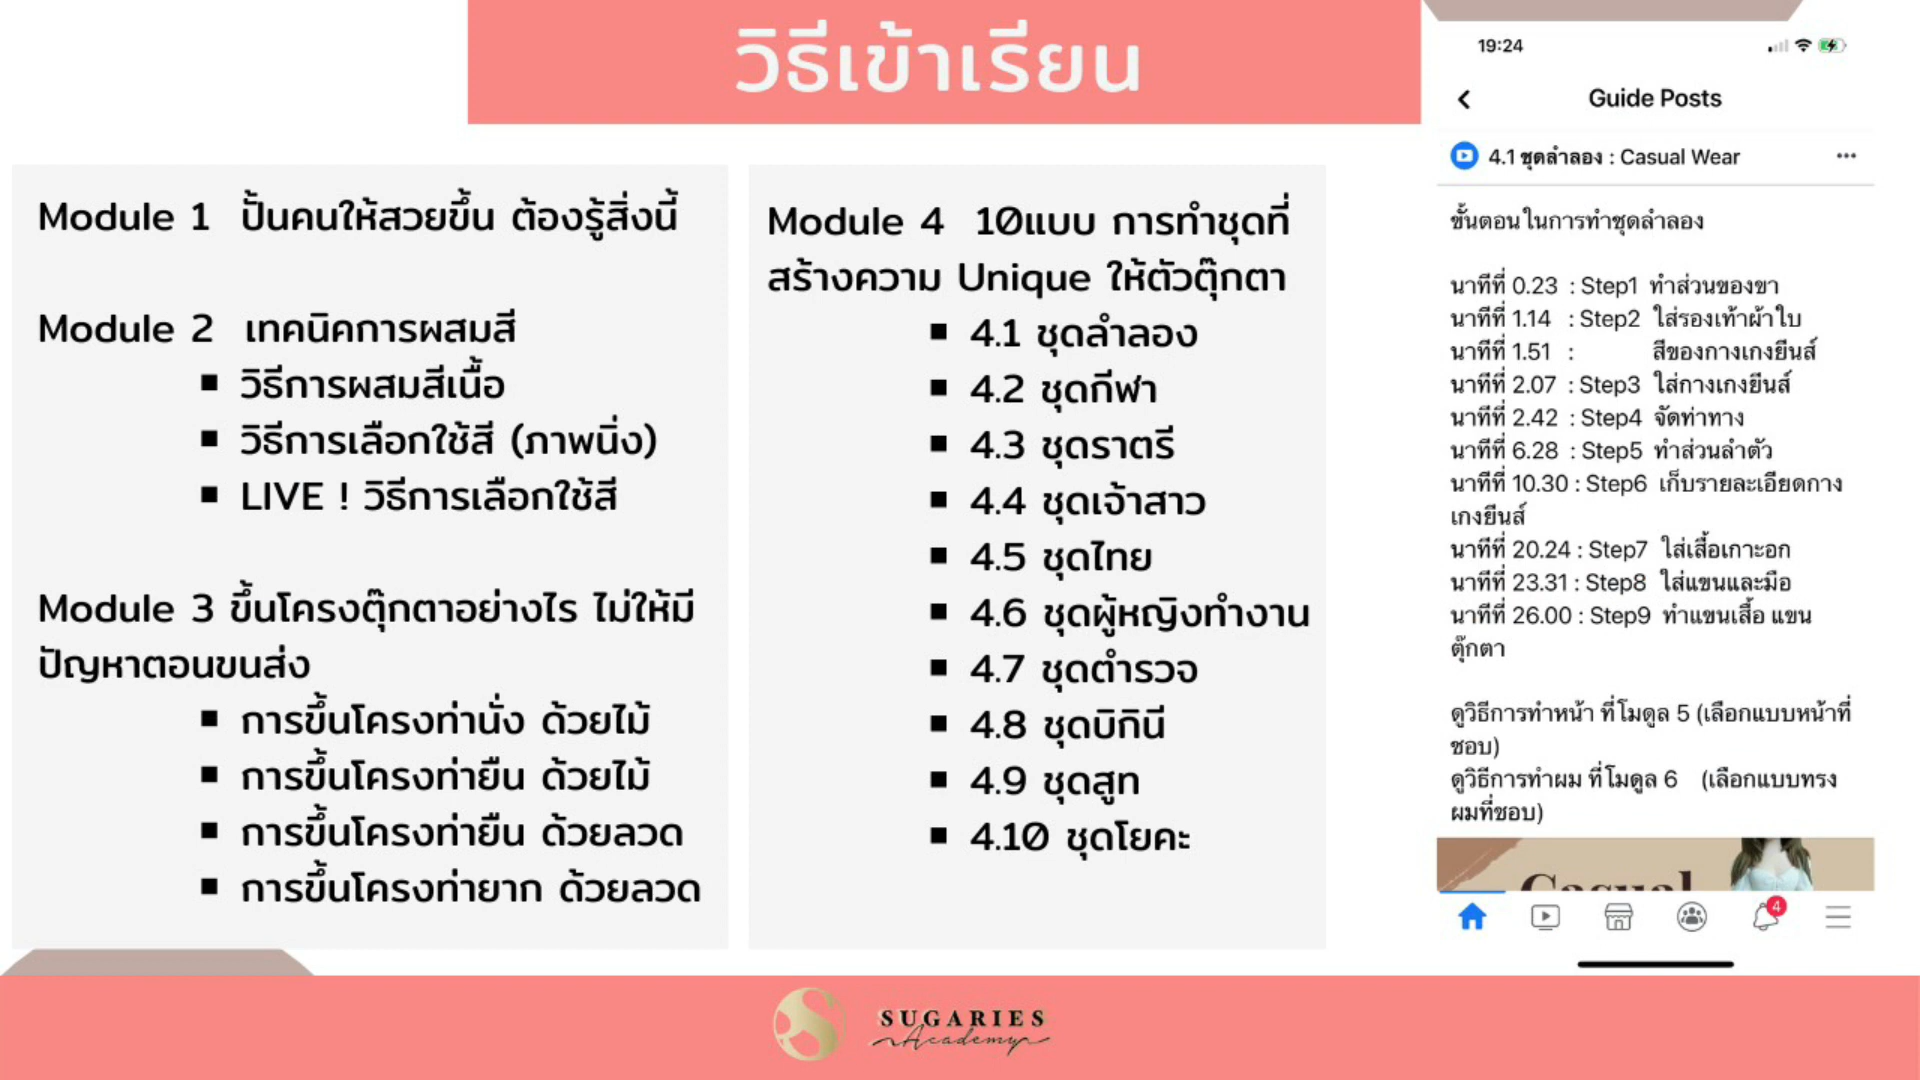 วิธีเข้าเรียน
Module 1 ปั้นคนให้สวยขึ้น ต้องรู้สิ่งนี้
Module 2 เทคนิคการผสมสี
▪ วิธีการผสมสีเนื้อ
▪ วิธีการเลือกใช้สี (ภาพนิ่ง)
▪ LIVE ! วิธีการเลือกใช้สี
Module 3 ขึ้นโครงตุ๊กตาอย่างไร ไม่ให้มี
ปัญหาตอนขนส่ง
▪ การขึ้นโครงท่านั่ง ด้วยไม้
▪ การขึ้นโครงท่ายืน ด้วยไม้
▪ การขึ้นโครงท่ายืน ด้วยลวด
▪ การขึ้นโครงท่ายาก ด้วยลวด
Module 4 10แบบ การทำชุดที่
สร้างความ Unique ให้ตัวตุ๊กตา
▪ 4.1 ชุดลำลอง
▪ 4.2 ชุดกีฬา
▪ 4.3 ชุดราตรี
▪ 4.4 ชุดเจ้าสาว
▪ 4.5 ชุดไทย
▪ 4.6 ชุดผู้หญิงทำงาน
▪ 4.7 ชุดตำรวจ
▪ 4.8 ชุดบิกินี
▪ 4.9 ชุดสูท
▪ 4.10 ชุดโยคะ
19:24
Guide Posts
4.1 ชุดลำลอง : Casual Wear
ขั้นตอนในการทำชุดลำลอง
นาทีที่ 0.23 : Step1 ทำส่วนของขา
นาทีที่ 1.14 : Step2 ใส่รองเท้าผ้าใบ
นาทีที่ 1.51 : สีของกางเกงยีนส์
นาทีที่ 2.07 : Step3 ใส่กางเกงยีนส์
นาทีที่ 2.42 : Step4 จัดท่าทาง
นาทีที่ 6.28 : Step5 ทำส่วนลำตัว
นาทีที่ 10.30 : Step6 เก็บรายละเอียดกาง
เกงยีนส์
นาทีที่ 20.24 : Step7 ใส่เสื้อเกาะอก
นาทีที่ 23.31 : Step8 ใส่แขนและมือ
นาทีที่ 26.00 : Step9 ทำแขนเสื้อ แขน
ตุ๊กตา
ดูวิธีการทำหน้า ที่โมดูล 5 (เลือกแบบหน้าที่
ชอบ)
ดูวิธีการทำผม ที่โมดูล 6 (เลือกแบบทรง
ผมที่ชอบ)
Casual
4
SUGARIES
Academy